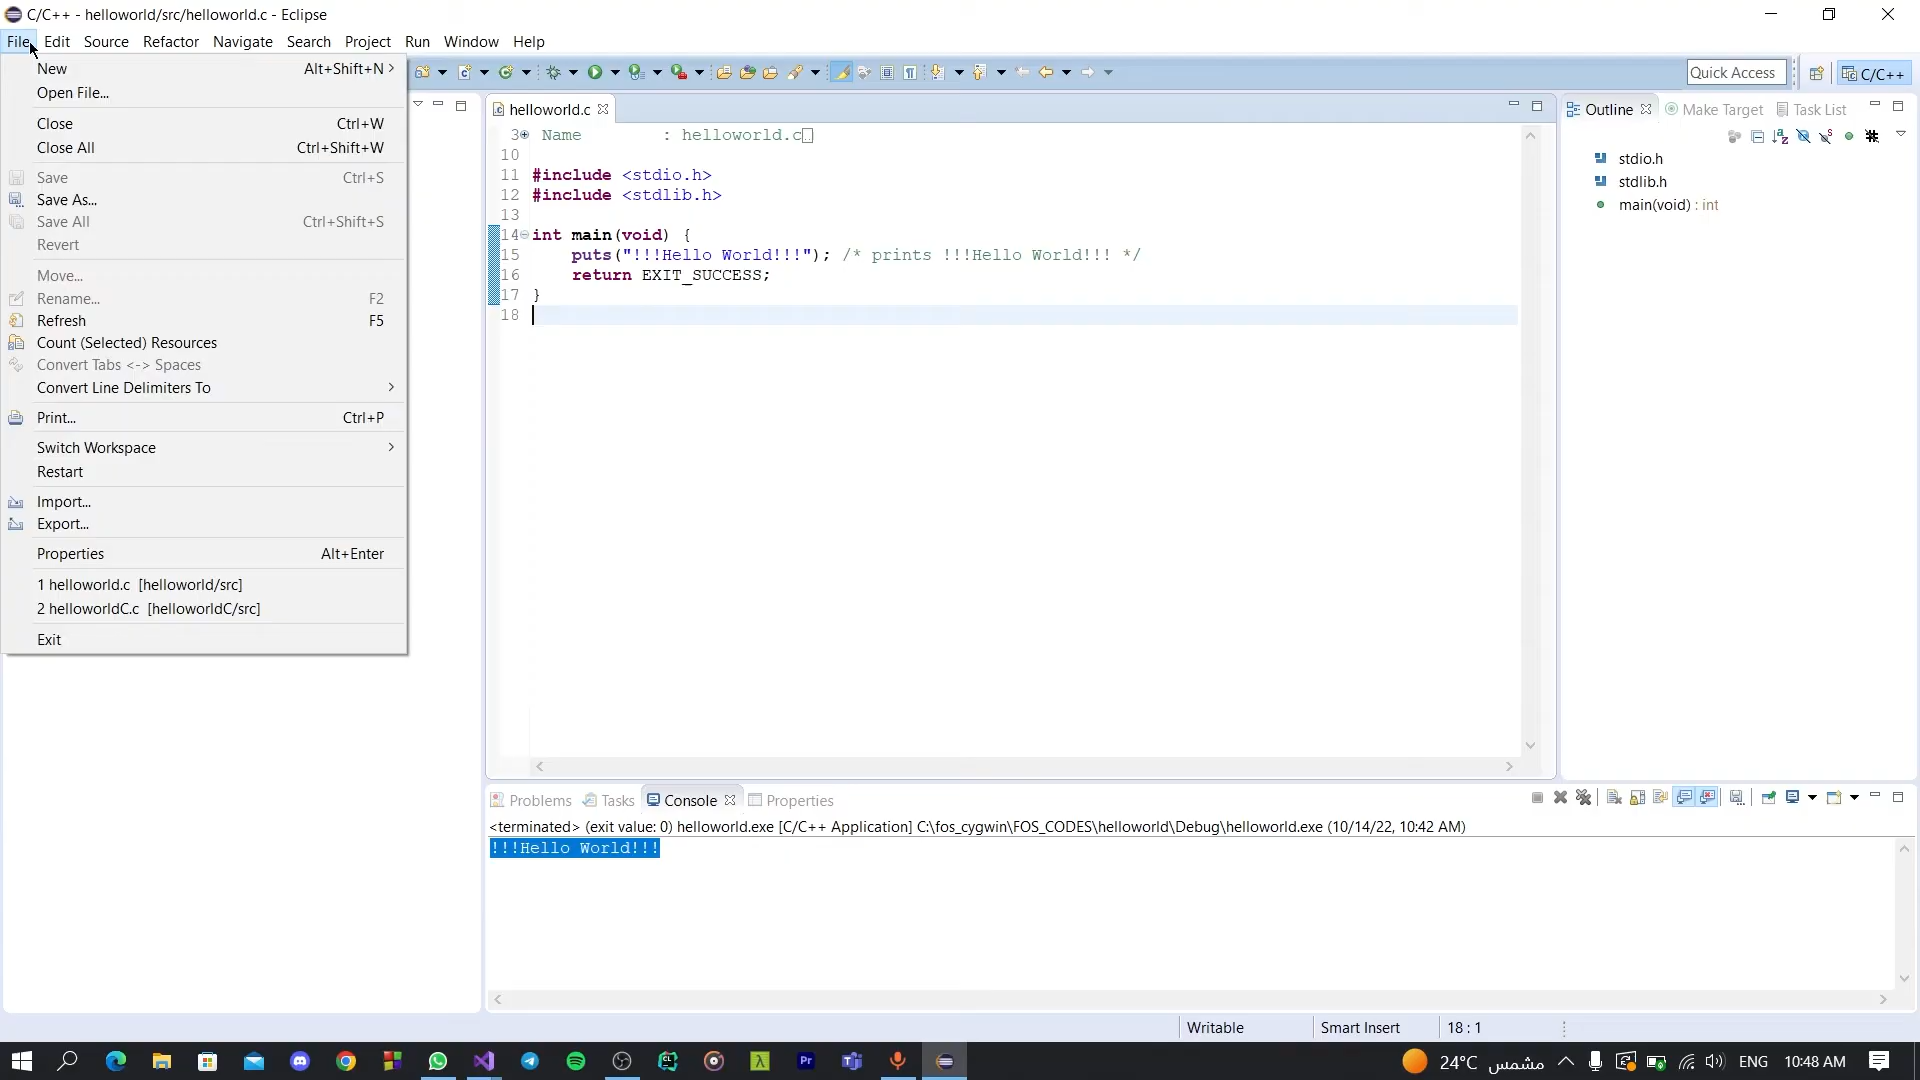 C/C++ - helloworld/src/helloworld.c - Eclipse
File Edit Source Refactor Navigate Search Project Run Window Help
New Alt+Shift+N
Open File...
Close Ctrl+W
Close All Ctrl+Shift+W
Save Ctrl+S
Save As...
Save All Ctrl+Shift+S
Revert
Move...
Rename... F2
Refresh F5
Count (Selected) Resources
Convert Tabs <-> Spaces
Convert Line Delimiters To
Print... Ctrl+P
Switch Workspace
Restart
Import...
Export...
Properties Alt+Enter
1 helloworld.c [helloworld/src]
2 helloworldC.c [helloworldC/src]
Exit
Quick Access
C/C++
helloworld.c
3 Name : helloworld.c
10
11 #include <stdio.h>
12 #include <stdlib.h>
13
14 int main(void) {
15 puts("!!!Hello World!!!"); /* prints !!!Hello World!!! */
16 return EXIT_SUCCESS;
17 }
18
Outline Make Target Task List
stdio.h
stdlib.h
main(void) : int
Problems Tasks Console Properties
<terminated> (exit value: 0) helloworld.exe [C/C++ Application] C:\fos_cygwin\FOS_CODES\helloworld\Debug\helloworld.exe (10/14/22, 10:42 AM)
!!!Hello World!!!
Writable Smart Insert 18 : 1
24°C مشمس ENG 10:48 AM